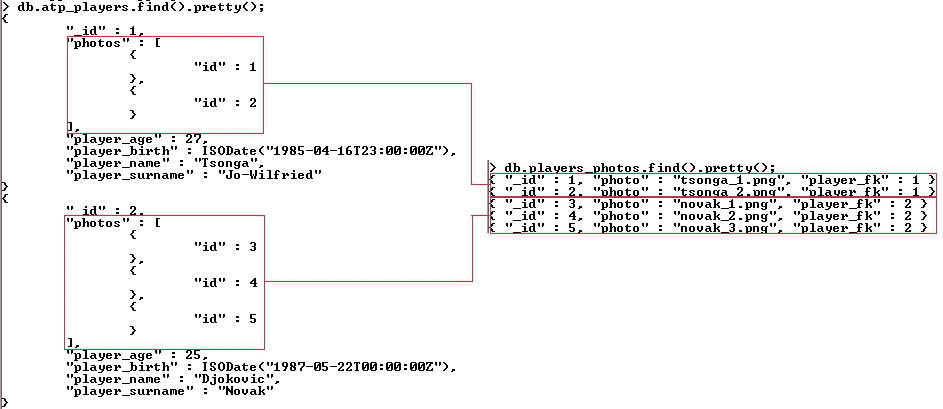 > db.atp_players.find().pretty();
{
"_id" : 1,
"photos" : [
{
"id" : 1
},
{
"id" : 2
}
],
"player_age" : 27,
"player_birth" : ISODate("1985-04-16T23:00:00Z"),
"player_name" : "Tsonga",
"player_surname" : "Jo-Wilfried"
}
{
"_id" : 2,
"photos" : [
{
"id" : 3
},
{
"id" : 4
},
{
"id" : 5
}
],
"player_age" : 25,
"player_birth" : ISODate("1987-05-22T00:00:00Z"),
"player_name" : "Djokovic",
"player_surname" : "Novak"
}
> db.players_photos.find().pretty();
{ "_id" : 1, "photo" : "tsonga_1.png", "player_fk" : 1 }
{ "_id" : 2, "photo" : "tsonga_2.png", "player_fk" : 1 }
{ "_id" : 3, "photo" : "novak_1.png", "player_fk" : 2 }
{ "_id" : 4, "photo" : "novak_2.png", "player_fk" : 2 }
{ "_id" : 5, "photo" : "novak_3.png", "player_fk" : 2 }